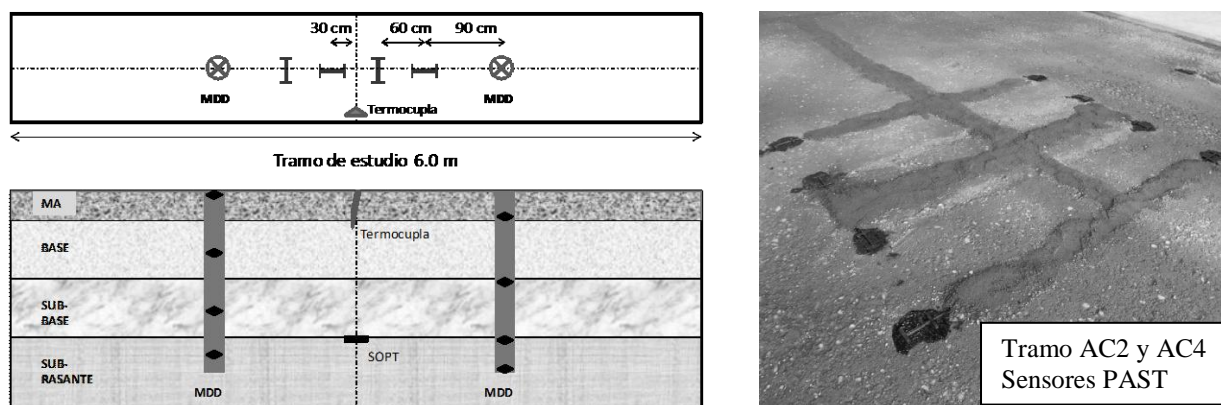 30 cm
60 cm
90 cm
MDD
Termocupla
MDD
Tramo de estudio 6.0 m
MA
Termocupla
BASE
SUB-
BASE
SOPT
SUB-
RASANTE
MDD
MDD
Tramo AC2 y AC4
Sensores PAST